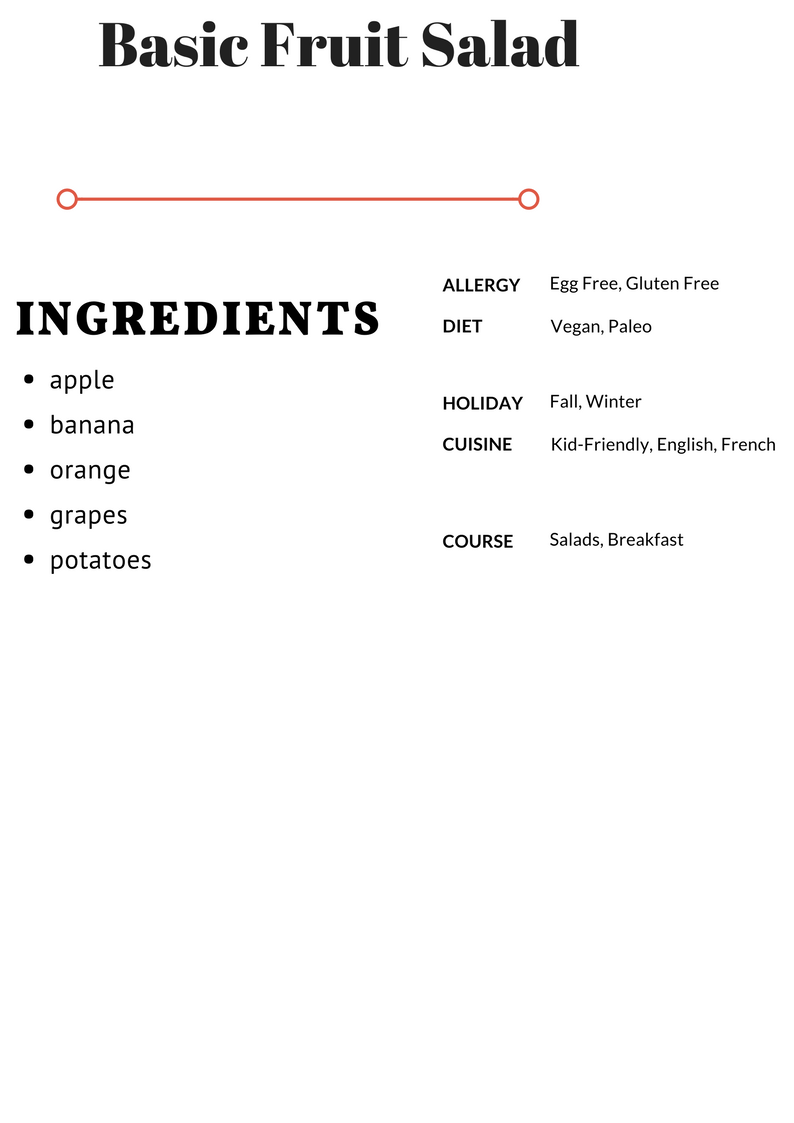 Basic Fruit Salad
INGREDIENTS
apple
banana
orange
grapes
potatoes
ALLERGY Egg Free, Gluten Free
DIET Vegan, Paleo
HOLIDAY Fall, Winter
CUISINE Kid-Friendly, English, French
COURSE Salads, Breakfast